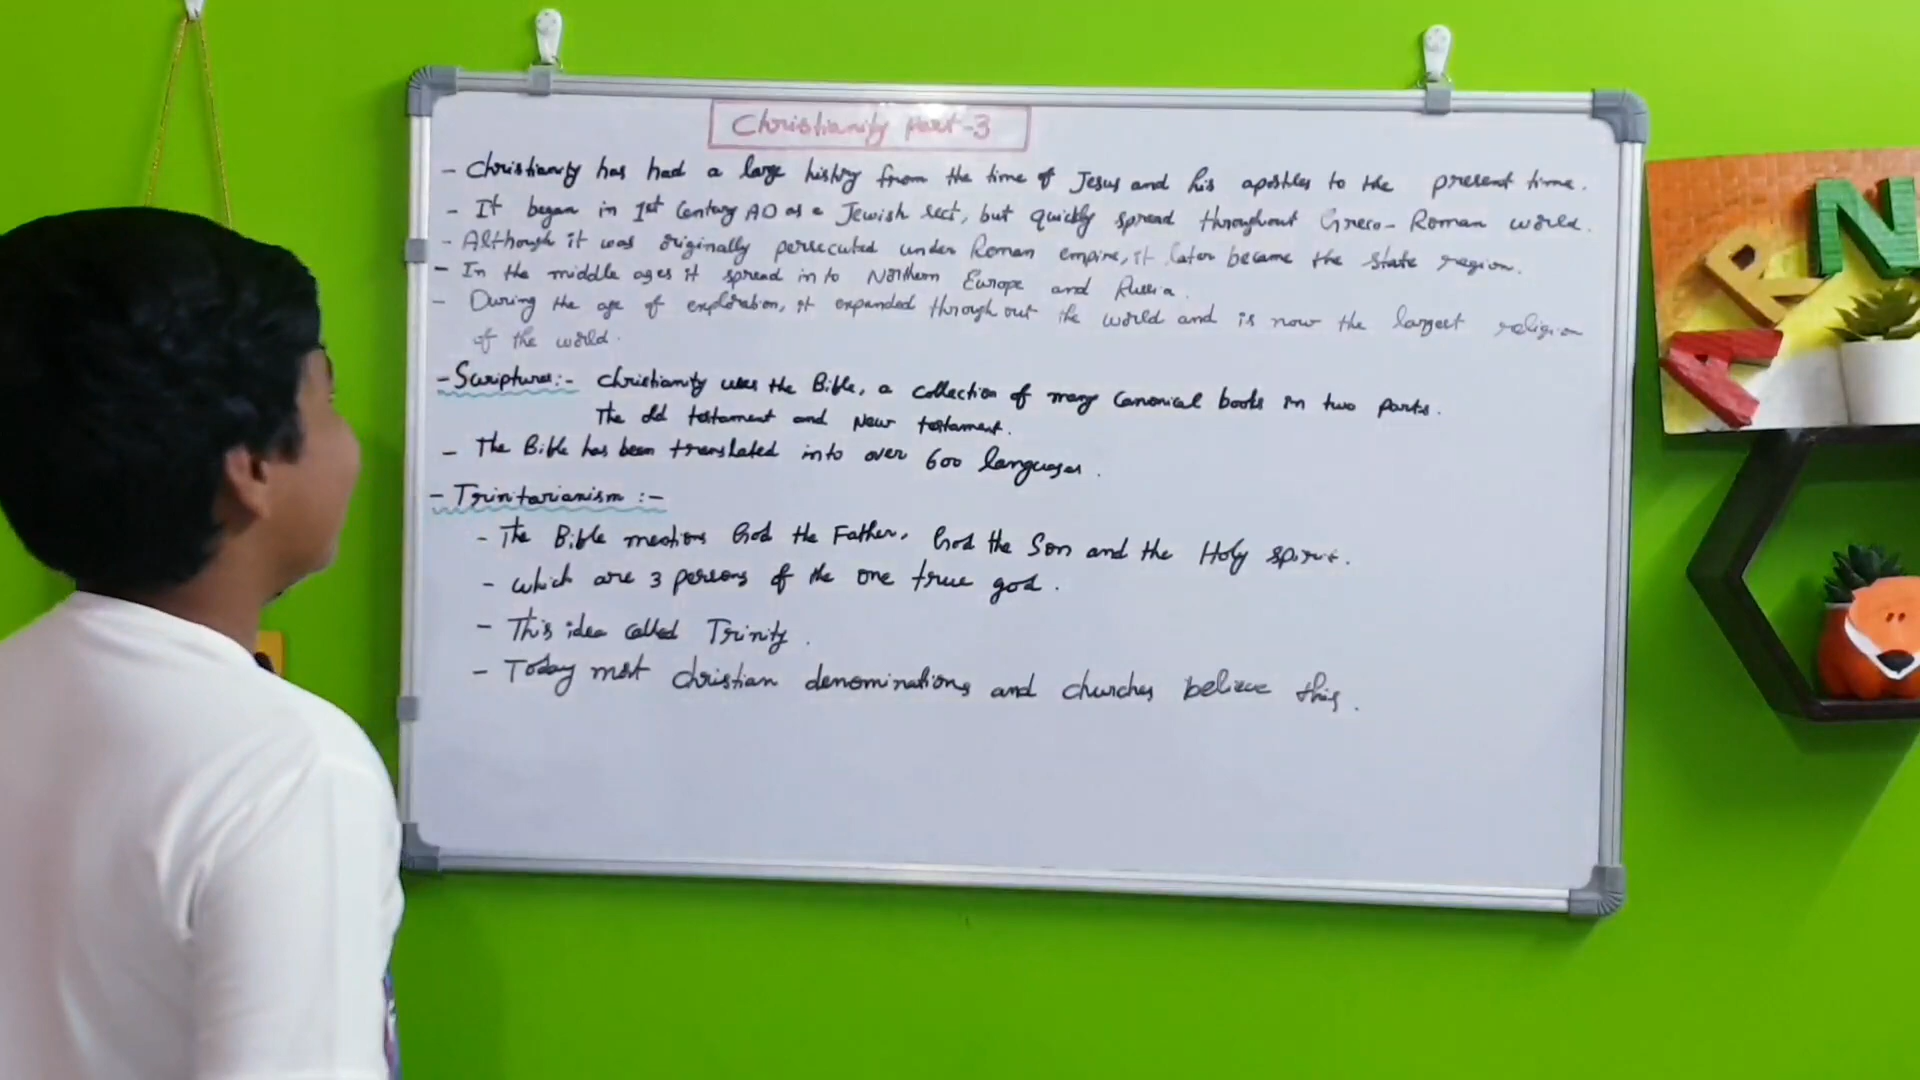 Christianity Part-3
- Christianity has had a large history from the time of Jesus and his apostles to the present time.
- It began in 1st Century AD as a Jewish sect, but quickly spread throughout Greco-Roman world.
- Although it was originally persecuted under Roman empire, it later became the state region.
- In the middle ages it spread into Northern Europe and Russia.
- During the age of exploration, it expanded through out the world and is now the largest religion
of the world.
- Scriptures:- Christianity uses the Bible, a collection of many Canonical books in two parts.
The old testament and New testament.
- The Bible has been translated into over 600 languages.
- Trinitarianism :-
- The Bible mentions God the Father, God the Son and the Holy spirit.
- which are 3 persons of the one true god.
- This idea called Trinity.
- Today most christian denominations and churches believe this.
A R N